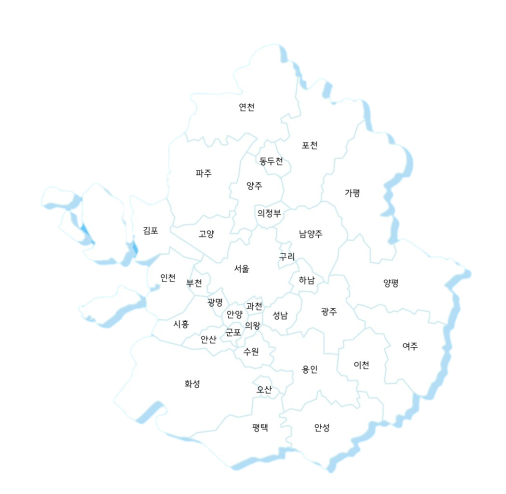 연천
포천
동두천
파주
양주
가평
의정부
김포
고양
남양주
구리
서울
인천
부천
하남
양평
광명
과천
안양
성남
광주
시흥
군포
의왕
안산
수원
여주
용인
이천
화성
오산
평택
안성